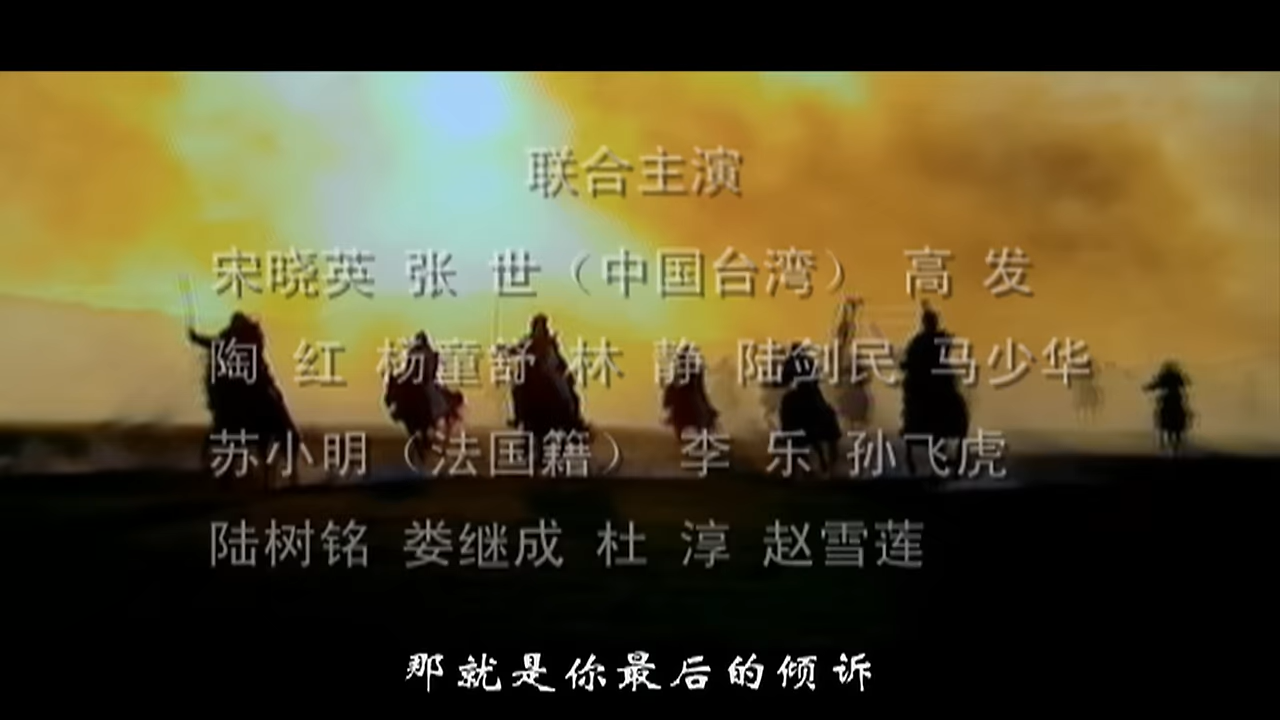 联合主演
宋晓英 张 世（中国台湾） 高 发
陶 红 杨童舒 林 静 陆剑民 马少华
苏小明（法国籍） 李 乐 孙飞虎
陆树铭 娄继成 杜 淳 赵雪莲
那就是你最后的倾诉